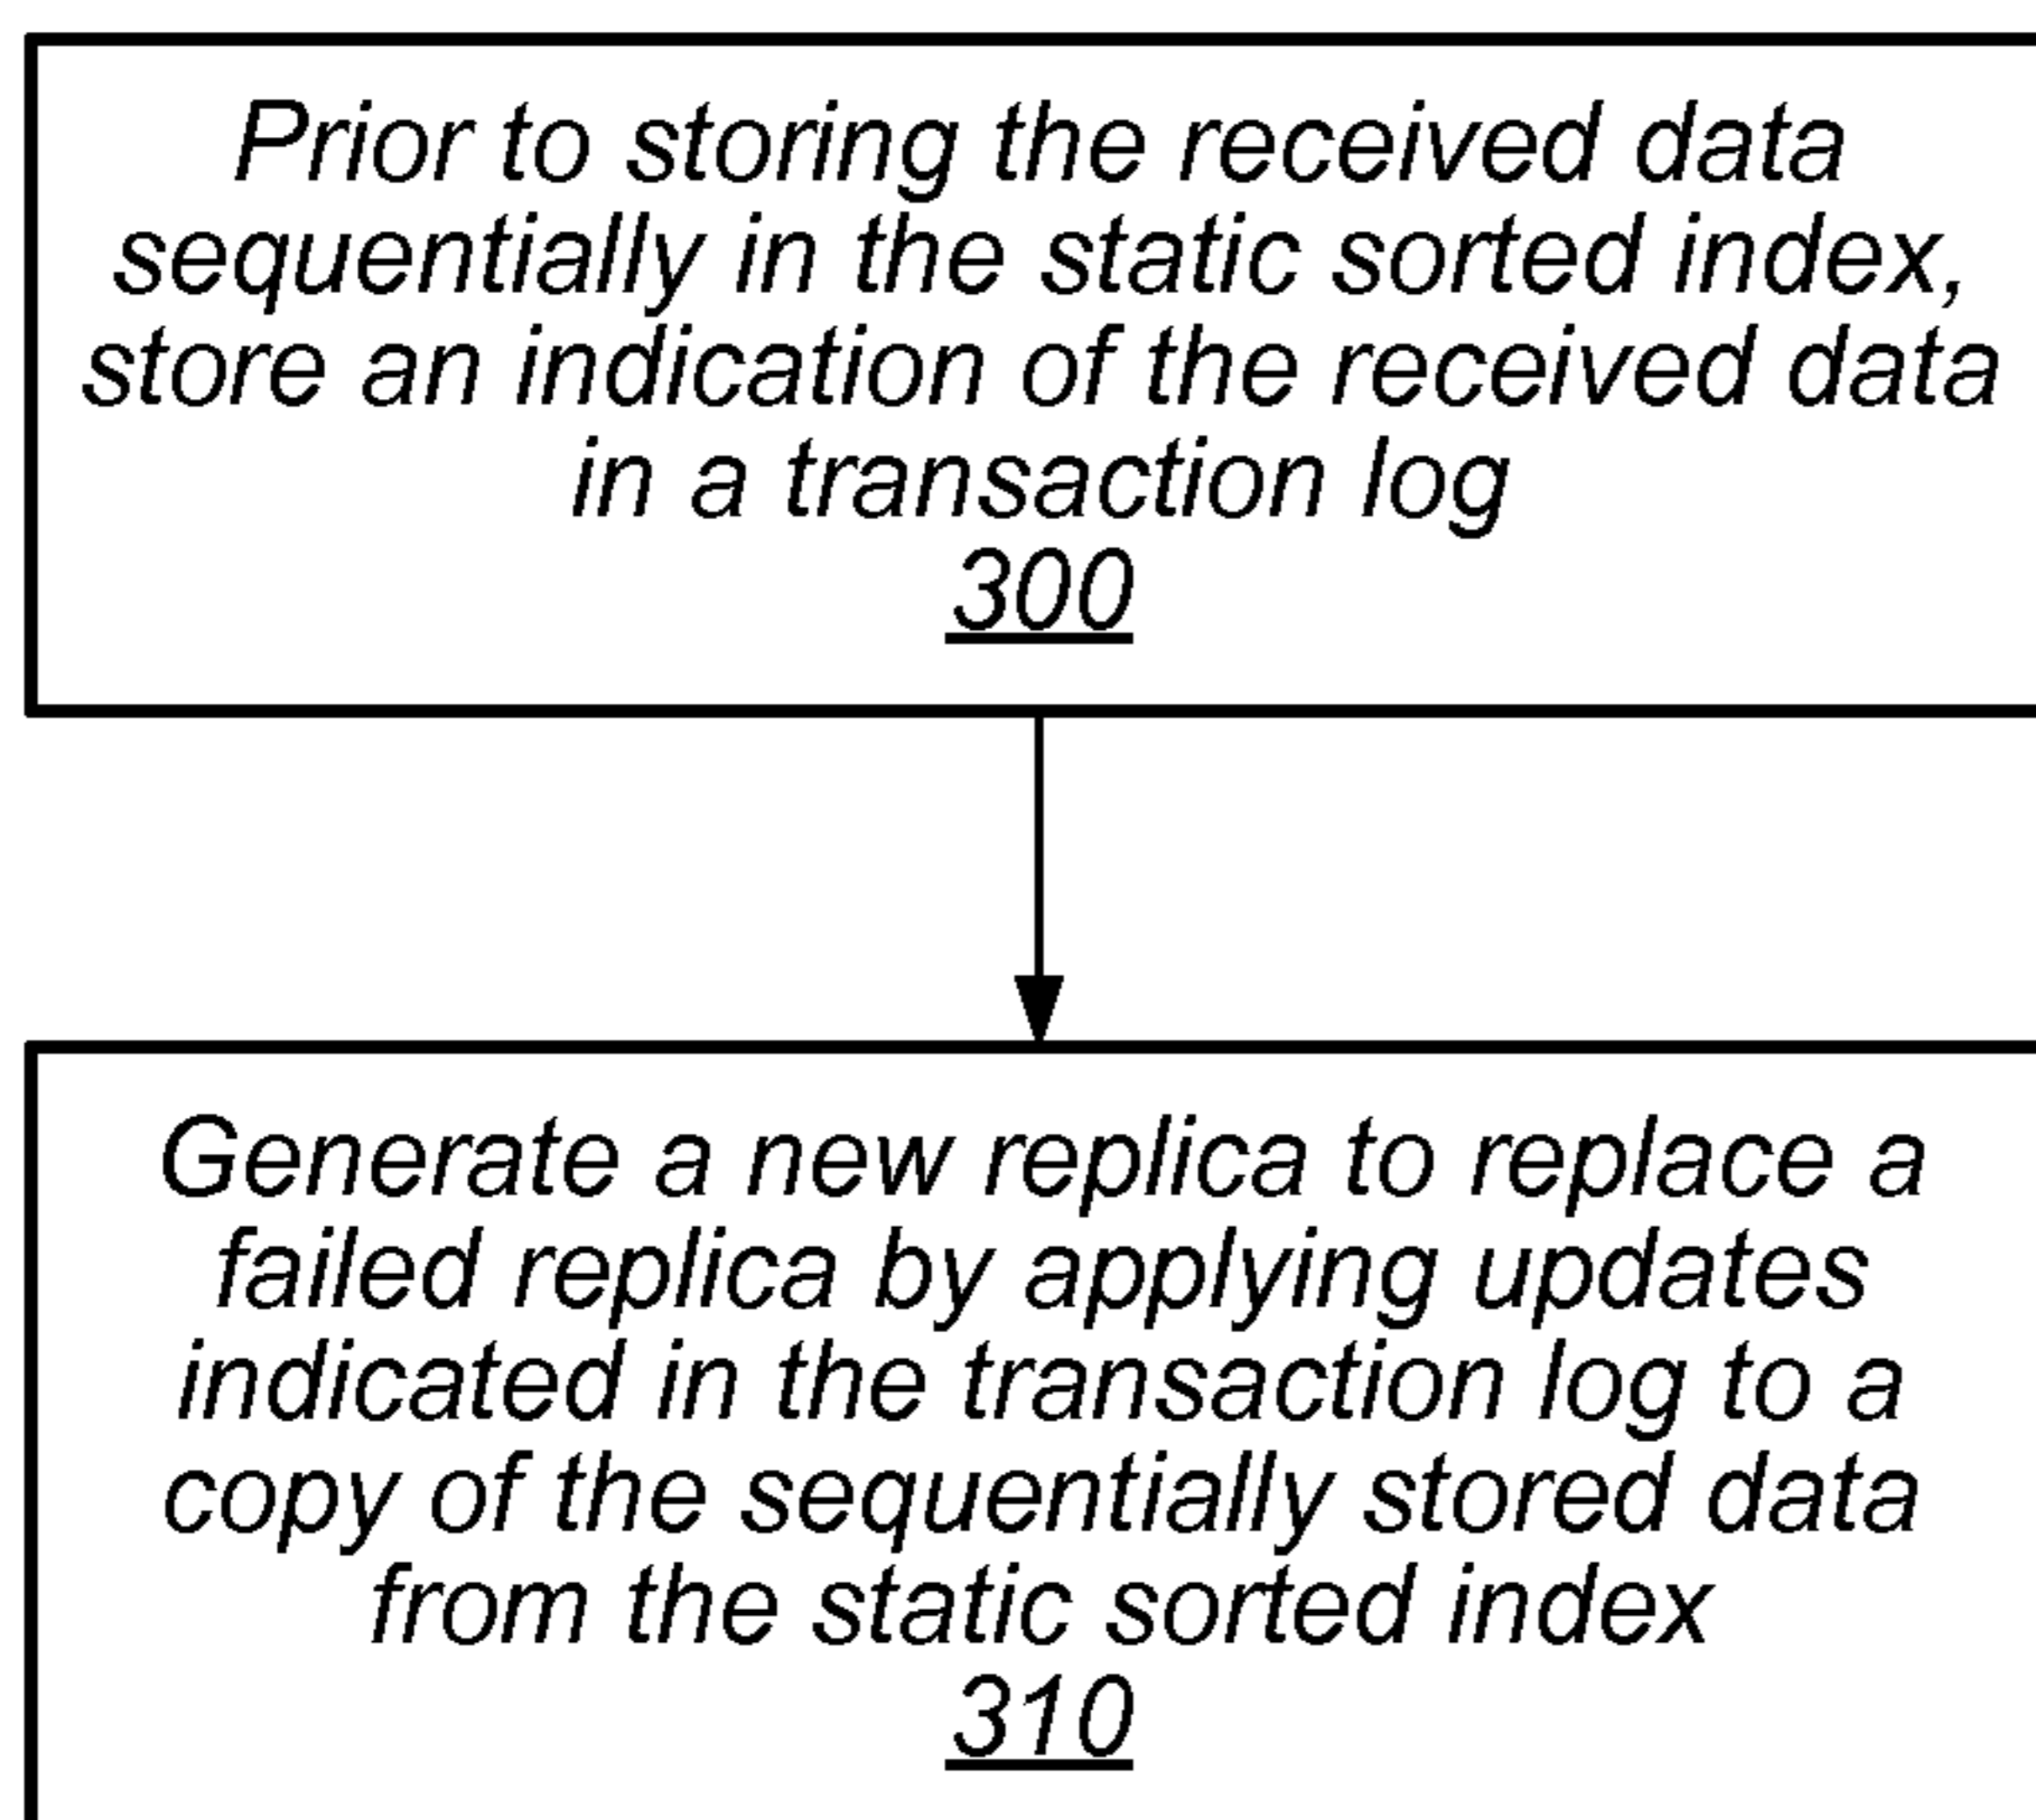 Prior to storing the received data
sequentially in the static sorted index,
store an indication of the received data
in a transaction log
300
Generate a new replica to replace a
failed replica by applying updates
indicated in the transaction log to a
copy of the sequentially stored data
from the static sorted index
310